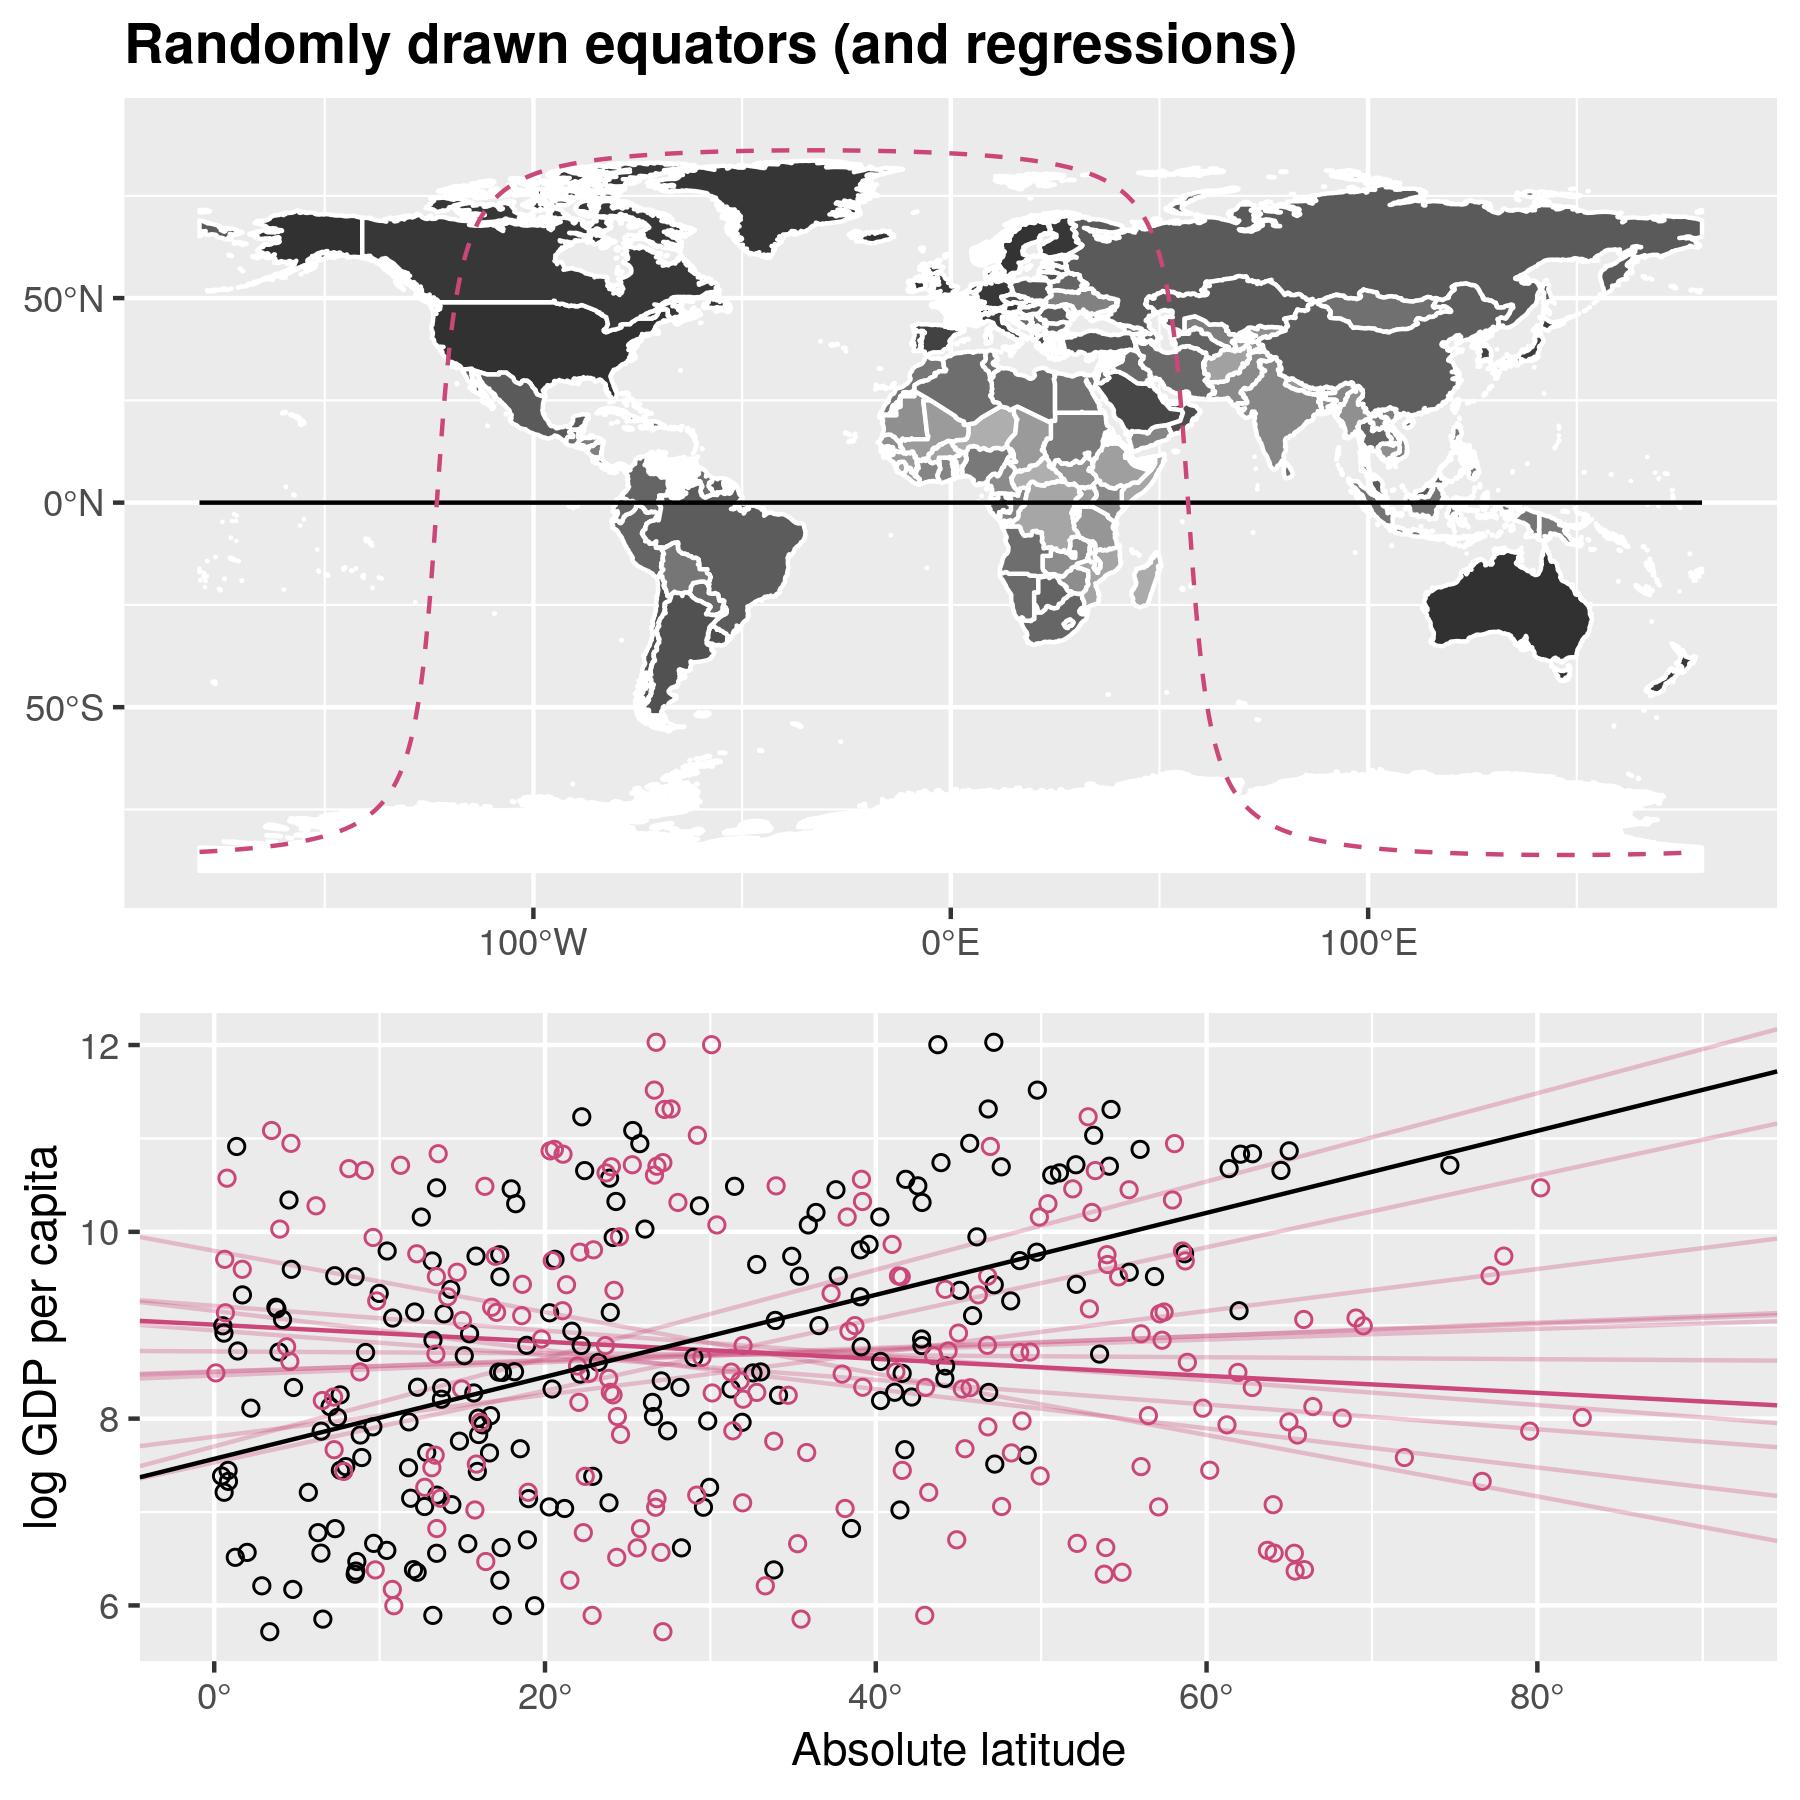 Randomly drawn equators (and regressions)
50°N
0°N
50°S
100°W 0°E 100°E
12
10
8
6
log GDP per capita
0° 20° 40° 60° 80°
Absolute latitude